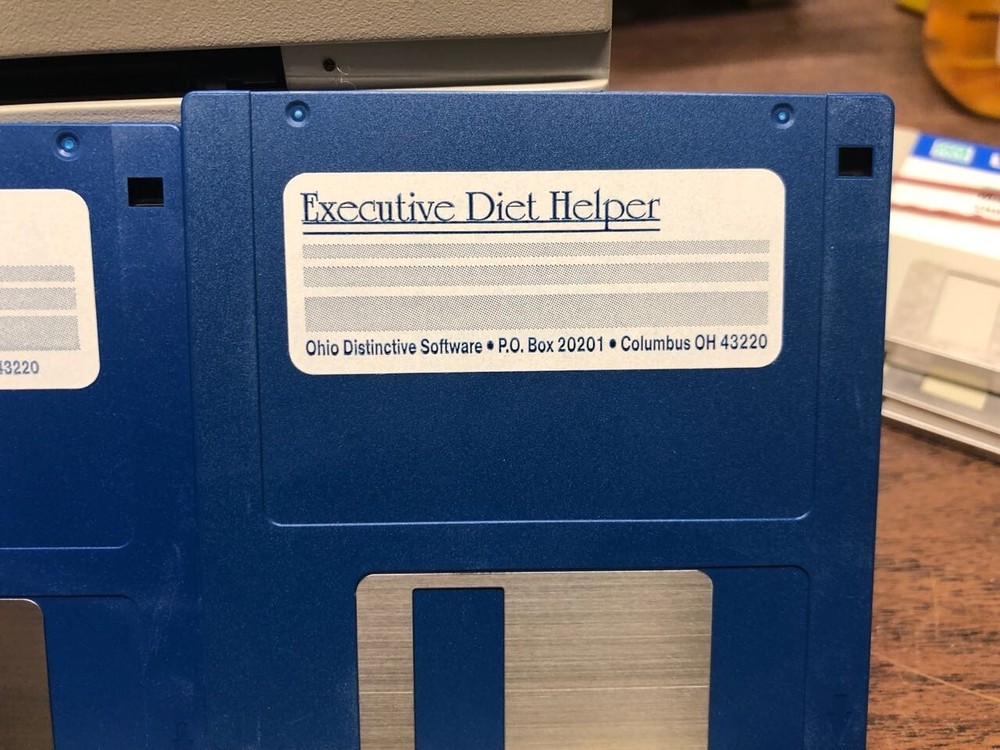 Executive Diet Helper
Ohio Distinctive Software • P.O. Box 20201 • Columbus OH 43220
43220